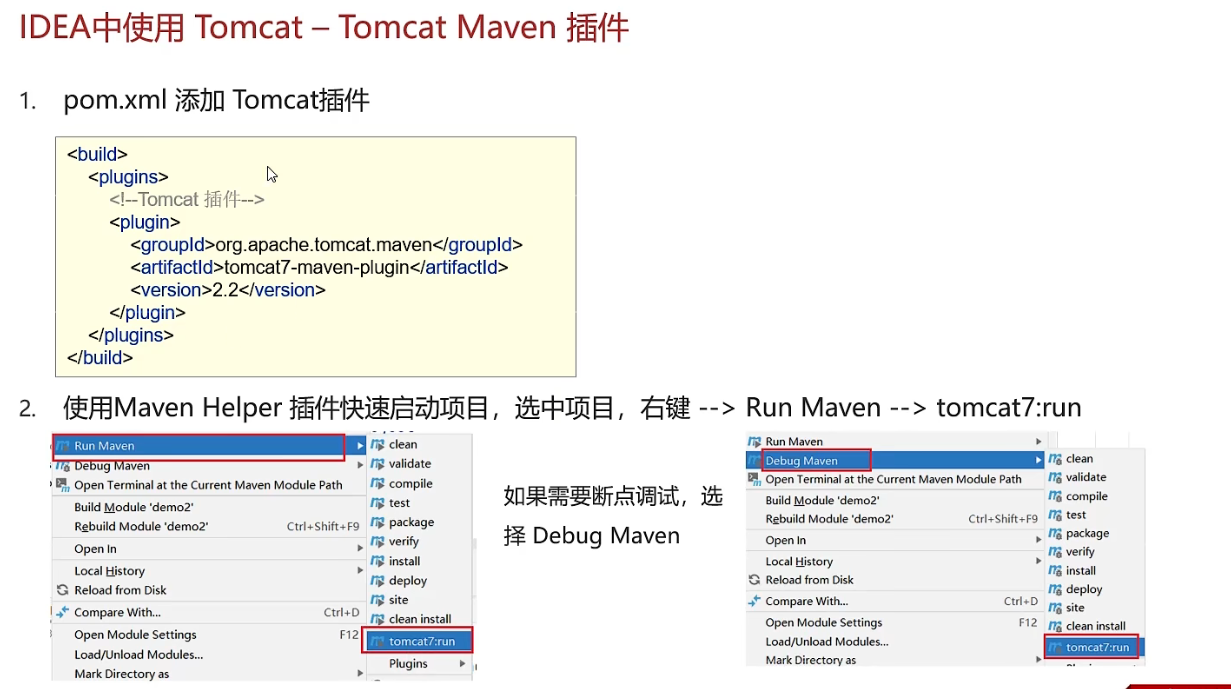 IDEA中使用 Tomcat – Tomcat Maven 插件
1. pom.xml 添加 Tomcat插件
<build>
<plugins>
<!--Tomcat 插件-->
<plugin>
<groupId>org.apache.tomcat.maven</groupId>
<artifactId>tomcat7-maven-plugin</artifactId>
<version>2.2</version>
</plugin>
</plugins>
</build>
2. 使用Maven Helper 插件快速启动项目，选中项目，右键 --> Run Maven --> tomcat7:run
Run Maven
Debug Maven
Open Terminal at the Current Maven Module Path
Build Module 'demo2'
Rebuild Module 'demo2' Ctrl+Shift+F9
Open In
Local History
Reload from Disk
Compare With... Ctrl+D
Open Module Settings F12
Load/Unload Modules...
Mark Directory as
clean
validate
compile
test
package
verify
install
deploy
site
clean install
tomcat7:run
Plugins
如果需要断点调试，选
择 Debug Maven
Run Maven
Debug Maven
Open Terminal at the Current Maven Module Path
Build Module 'demo2'
Rebuild Module 'demo2' Ctrl+Shift+F9
Open In
Local History
Reload from Disk
Compare With... Ctrl+D
Open Module Settings F12
Load/Unload Modules...
Mark Directory as
clean
validate
compile
test
package
verify
install
deploy
site
clean install
tomcat7:run